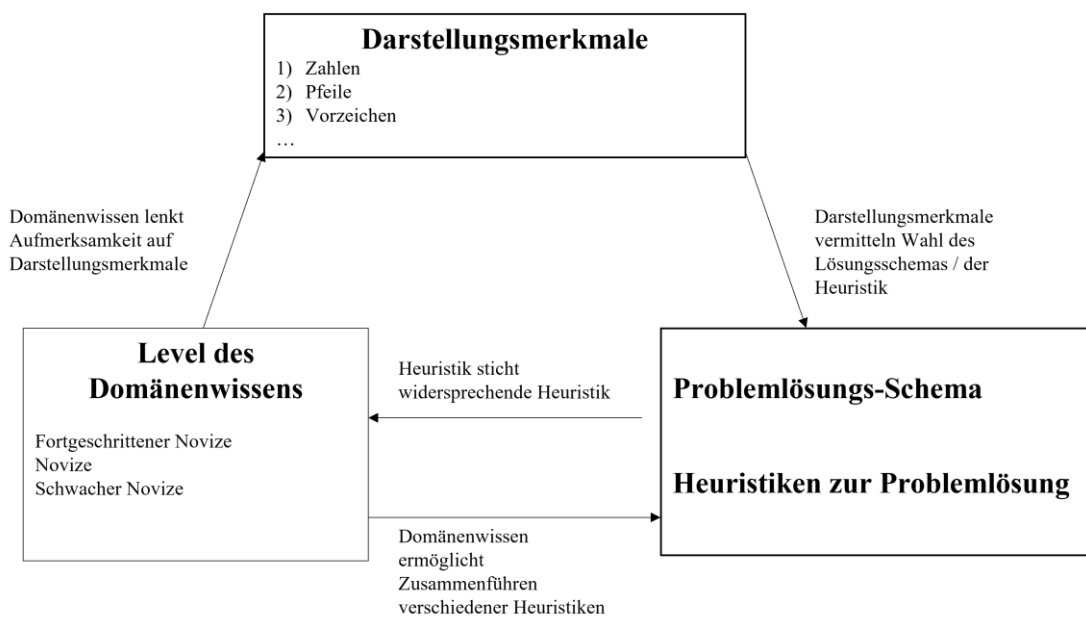 Darstellungsmerkmale
1) Zahlen
2) Pfeile
3) Vorzeichen
…
Domänenwissen lenkt
Aufmerksamkeit auf
Darstellungsmerkmale
Darstellungsmerkmale
vermitteln Wahl des
Lösungsschemas / der
Heuristik
Level des
Domänenwissens
Fortgeschrittener Novize
Novize
Schwacher Novize
Heuristik sticht
widersprechende Heuristik
Problemlösungs-Schema
Heuristiken zur Problemlösung
Domänenwissen
ermöglicht
Zusammenführen
verschiedener Heuristiken